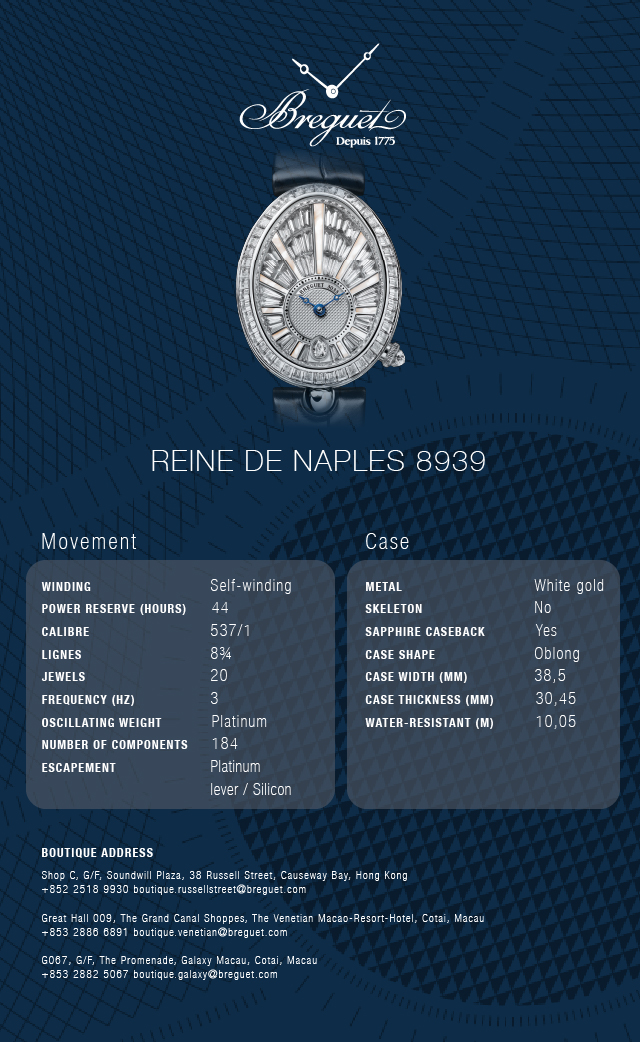 Breguet
Depuis 1775
BREGUET
REINE DE NAPLES 8939
Movement
WINDING Self-winding
POWER RESERVE (HOURS) 44
CALIBRE 537/1
LIGNES 8¾
JEWELS 20
FREQUENCY (HZ) 3
OSCILLATING WEIGHT Platinum
NUMBER OF COMPONENTS 184
ESCAPEMENT Platinum
lever / Silicon
Case
METAL White gold
SKELETON No
SAPPHIRE CASEBACK Yes
CASE SHAPE Oblong
CASE WIDTH (MM) 38,5
CASE THICKNESS (MM) 30,45
WATER-RESISTANT (M) 10,05
BOUTIQUE ADDRESS
Shop C, G/F, Soundwill Plaza, 38 Russell Street, Causeway Bay, Hong Kong
+852 2518 9930 boutique.russellstreet@breguet.com
Great Hall 009, The Grand Canal Shoppes, The Venetian Macao-Resort-Hotel, Cotai, Macau
+853 2886 6891 boutique.venetian@breguet.com
G067, G/F, The Promenade, Galaxy Macau, Cotai, Macau
+853 2882 5067 boutique.galaxy@breguet.com